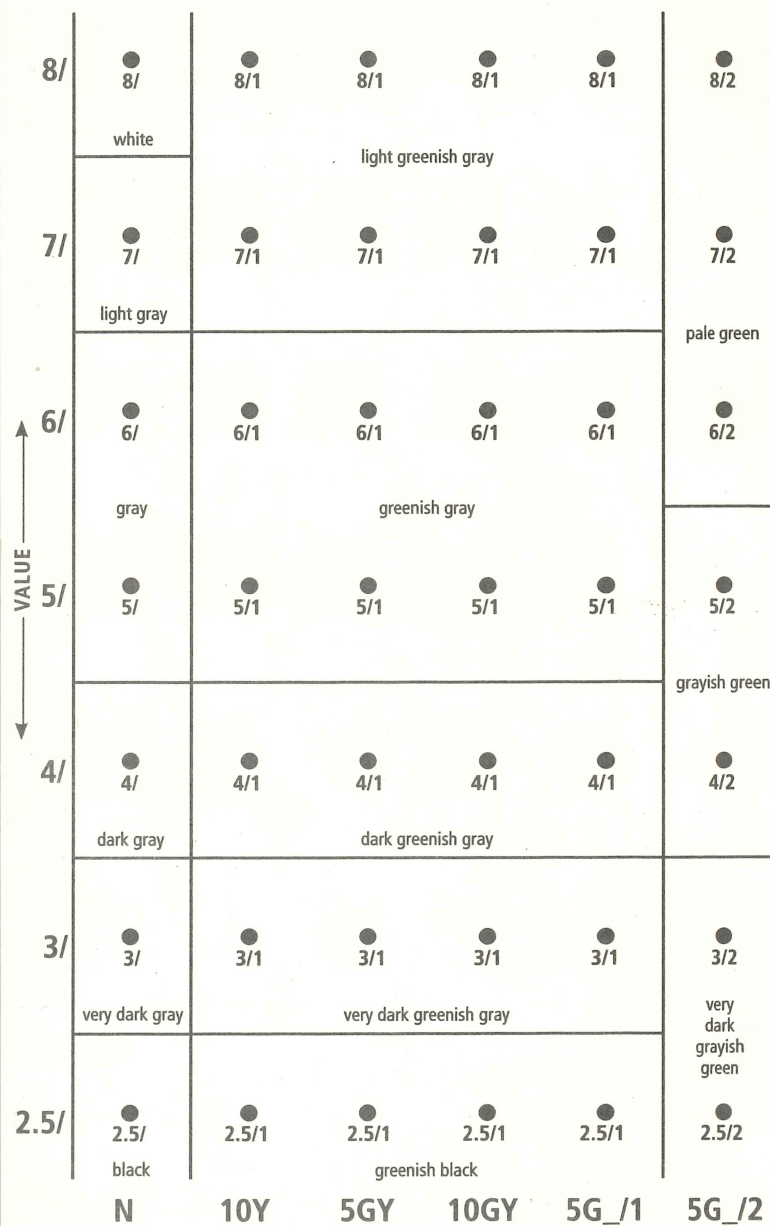 8/ 8/ 8/1 8/1 8/1 8/1 8/2
white
light greenish gray
7/ 7/ 7/1 7/1 7/1 7/1 7/2
light gray
pale green
6/ 6/ 6/1 6/1 6/1 6/1 6/2
gray greenish gray
VALUE
5/ 5/ 5/1 5/1 5/1 5/1 5/2
grayish green
4/ 4/ 4/1 4/1 4/1 4/1 4/2
dark gray dark greenish gray
3/ 3/ 3/1 3/1 3/1 3/1 3/2
very dark gray very dark greenish gray
very
dark
grayish
green
2.5/ 2.5/ 2.5/1 2.5/1 2.5/1 2.5/1 2.5/2
black greenish black
N 10Y 5GY 10GY 5G_/1 5G_/2